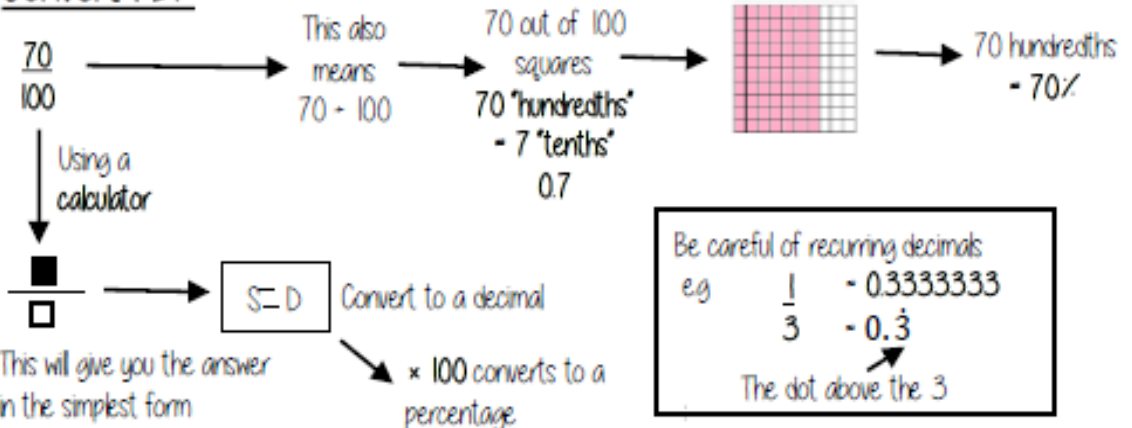 70
100
This also
means
70 ÷ 100
70 out of 100
squares
70 "hundredths"
= 7 "tenths"
0.7
70 hundredths
= 70%
Using a
calculator
S⇔D
Convert to a decimal
This will give you the answer
in the simplest form
× 100 converts to a
percentage
Be careful of recurring decimals
eg 1/3 = 0.3333333
= 0.3̇
The dot above the 3